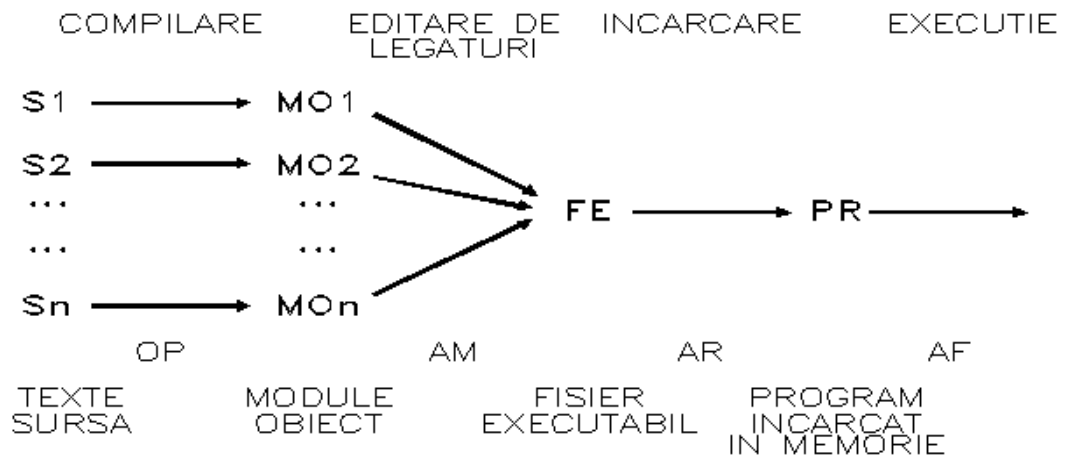 COMPILARE EDITARE DE LEGATURI INCARCARE EXECUTIE
S1 MO1
S2 MO2
... ... FE PR
... ...
Sn MOn
OP AM AR AF
TEXTE SURSA MODULE OBIECT FISIER EXECUTABIL PROGRAM INCARCAT IN MEMORIE